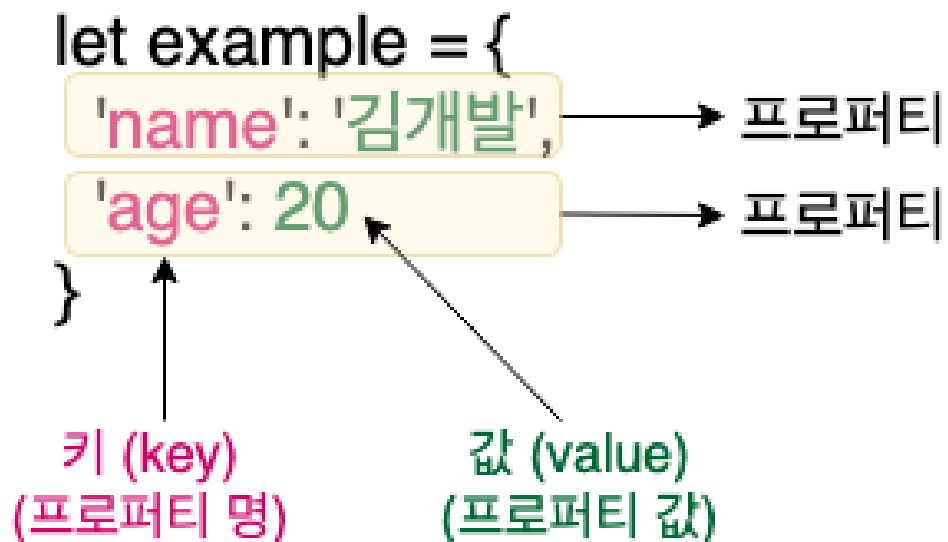 let example = {
'name': '김개발', 프로퍼티
'age': 20 프로퍼티
}
키 (key) 값 (value)
(프로퍼티 명) (프로퍼티 값)